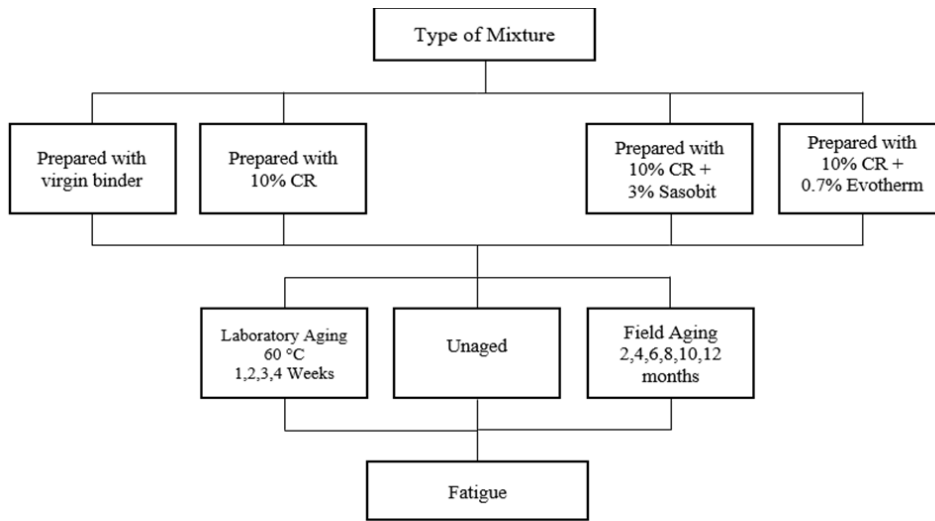 Type of Mixture
Prepared with
virgin binder
Prepared with
10% CR
Prepared with
10% CR +
3% Sasobit
Prepared with
10% CR +
0.7% Evotherm
Laboratory Aging
60 °C
1,2,3,4 Weeks
Unaged
Field Aging
2,4,6,8,10,12
months
Fatigue